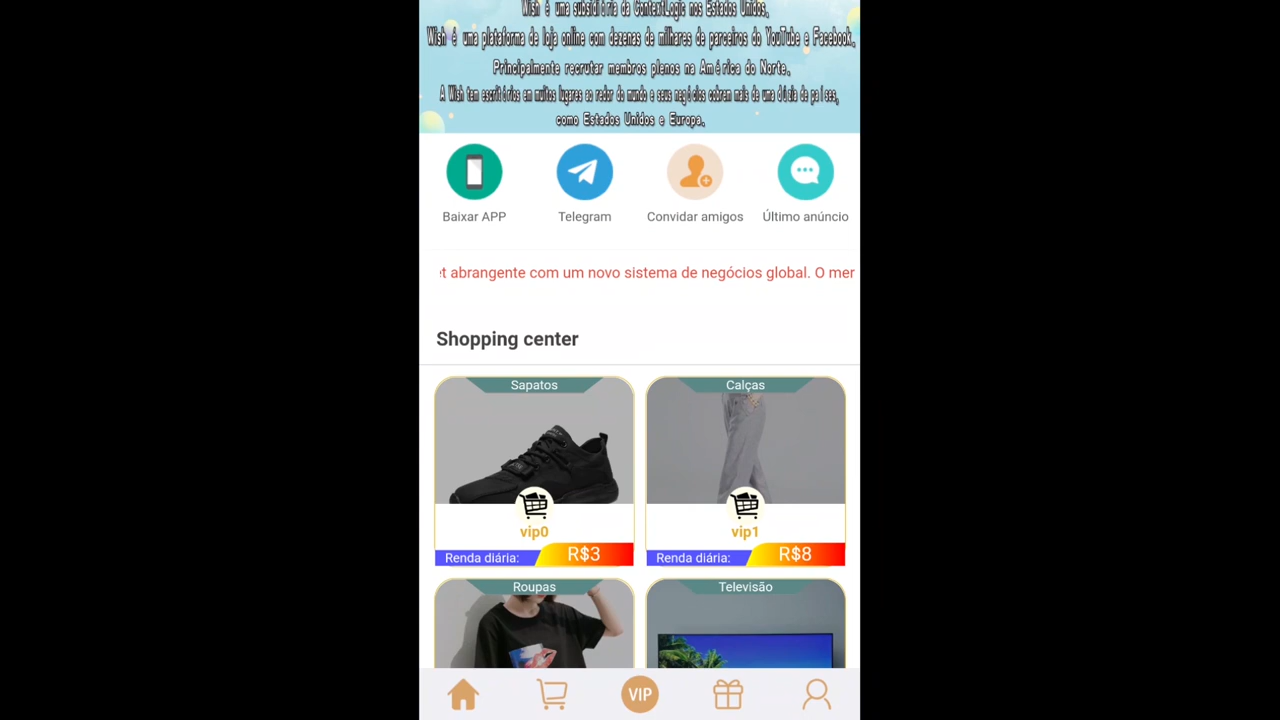 Wish é uma subsidiária da ContextLogic nos Estados Unidos,
Wish é uma plataforma de loja online com dezenas de milhares de parceiros do YouTube e Facebook,
Principalmente recrutar membros plenos na América do Norte,
A Wish tem escritórios em muitos lugares ao redor do mundo e seus negócios cobrem mais de uma dúzia de países,
como Estados Unidos e Europa,
Baixar APP
Telegram
Convidar amigos
Último anúncio
et abrangente com um novo sistema de negócios global. O mer
Shopping center
Sapatos
Calças
vip0
vip1
Renda diária: R$3
Renda diária: R$8
Roupas
Televisão
VIP